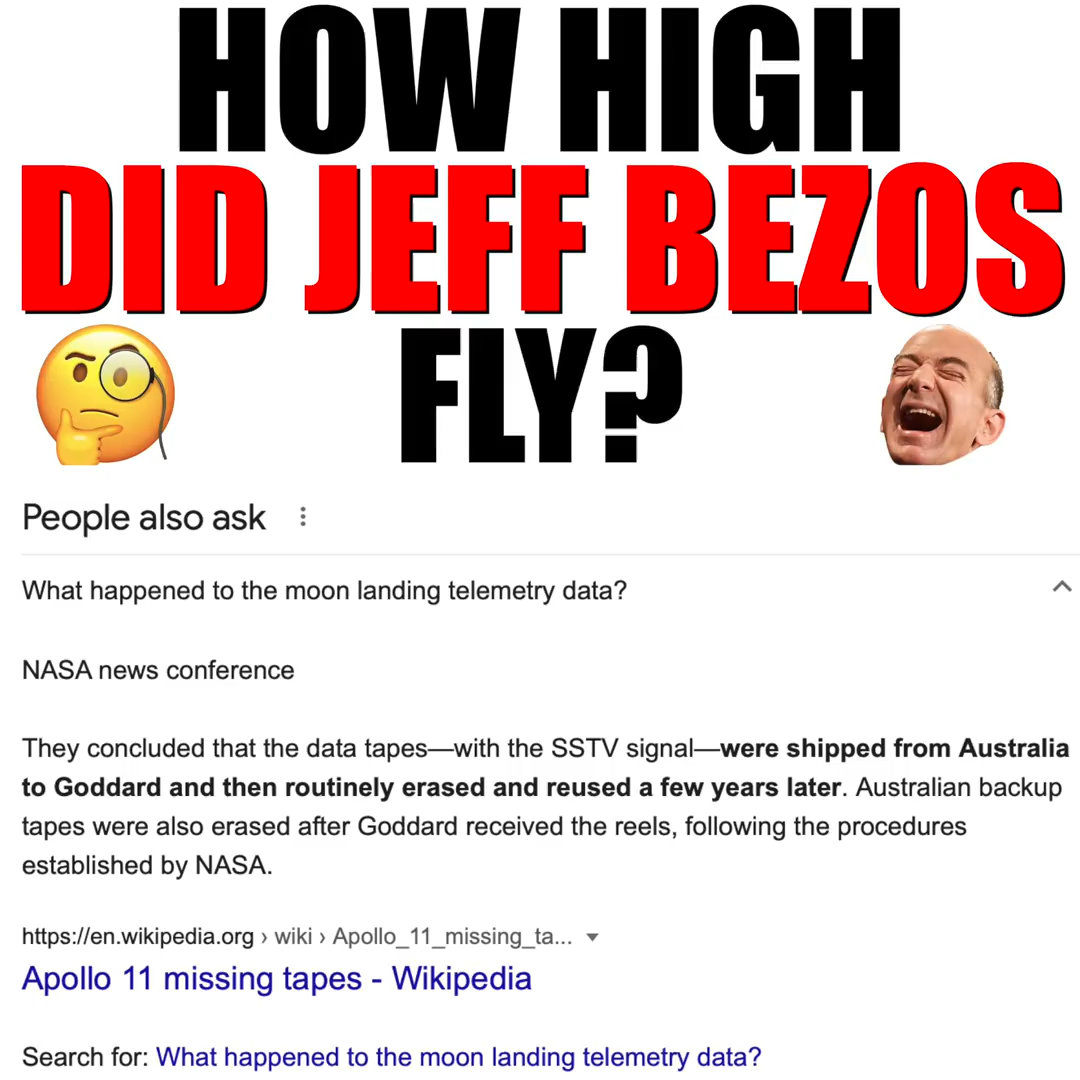 HOW HIGH
DID JEFF BEZOS
FLY?
People also ask
What happened to the moon landing telemetry data?
NASA news conference
They concluded that the data tapes—with the SSTV signal—were shipped from Australia
to Goddard and then routinely erased and reused a few years later. Australian backup
tapes were also erased after Goddard received the reels, following the procedures
established by NASA.
https://en.wikipedia.org › wiki › Apollo_11_missing_ta...
Apollo 11 missing tapes - Wikipedia
Search for: What happened to the moon landing telemetry data?